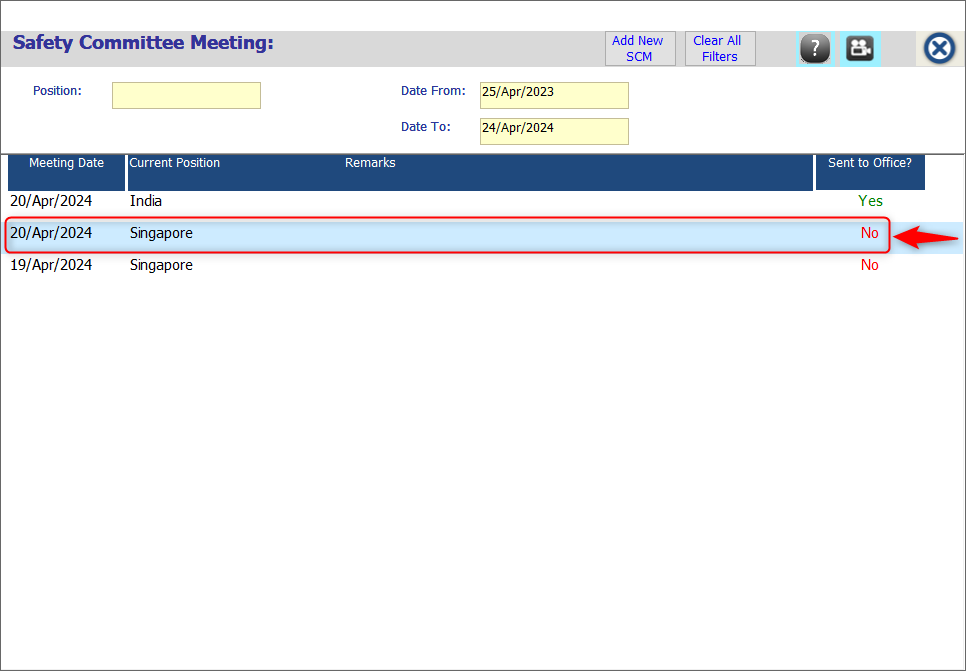 Safety Committee Meeting:
Add New
SCM
Clear All
Filters
?
Position:
Date From: 25/Apr/2023
Date To: 24/Apr/2024
Meeting Date Current Position Remarks Sent to Office?
20/Apr/2024 India Yes
20/Apr/2024 Singapore No
19/Apr/2024 Singapore No